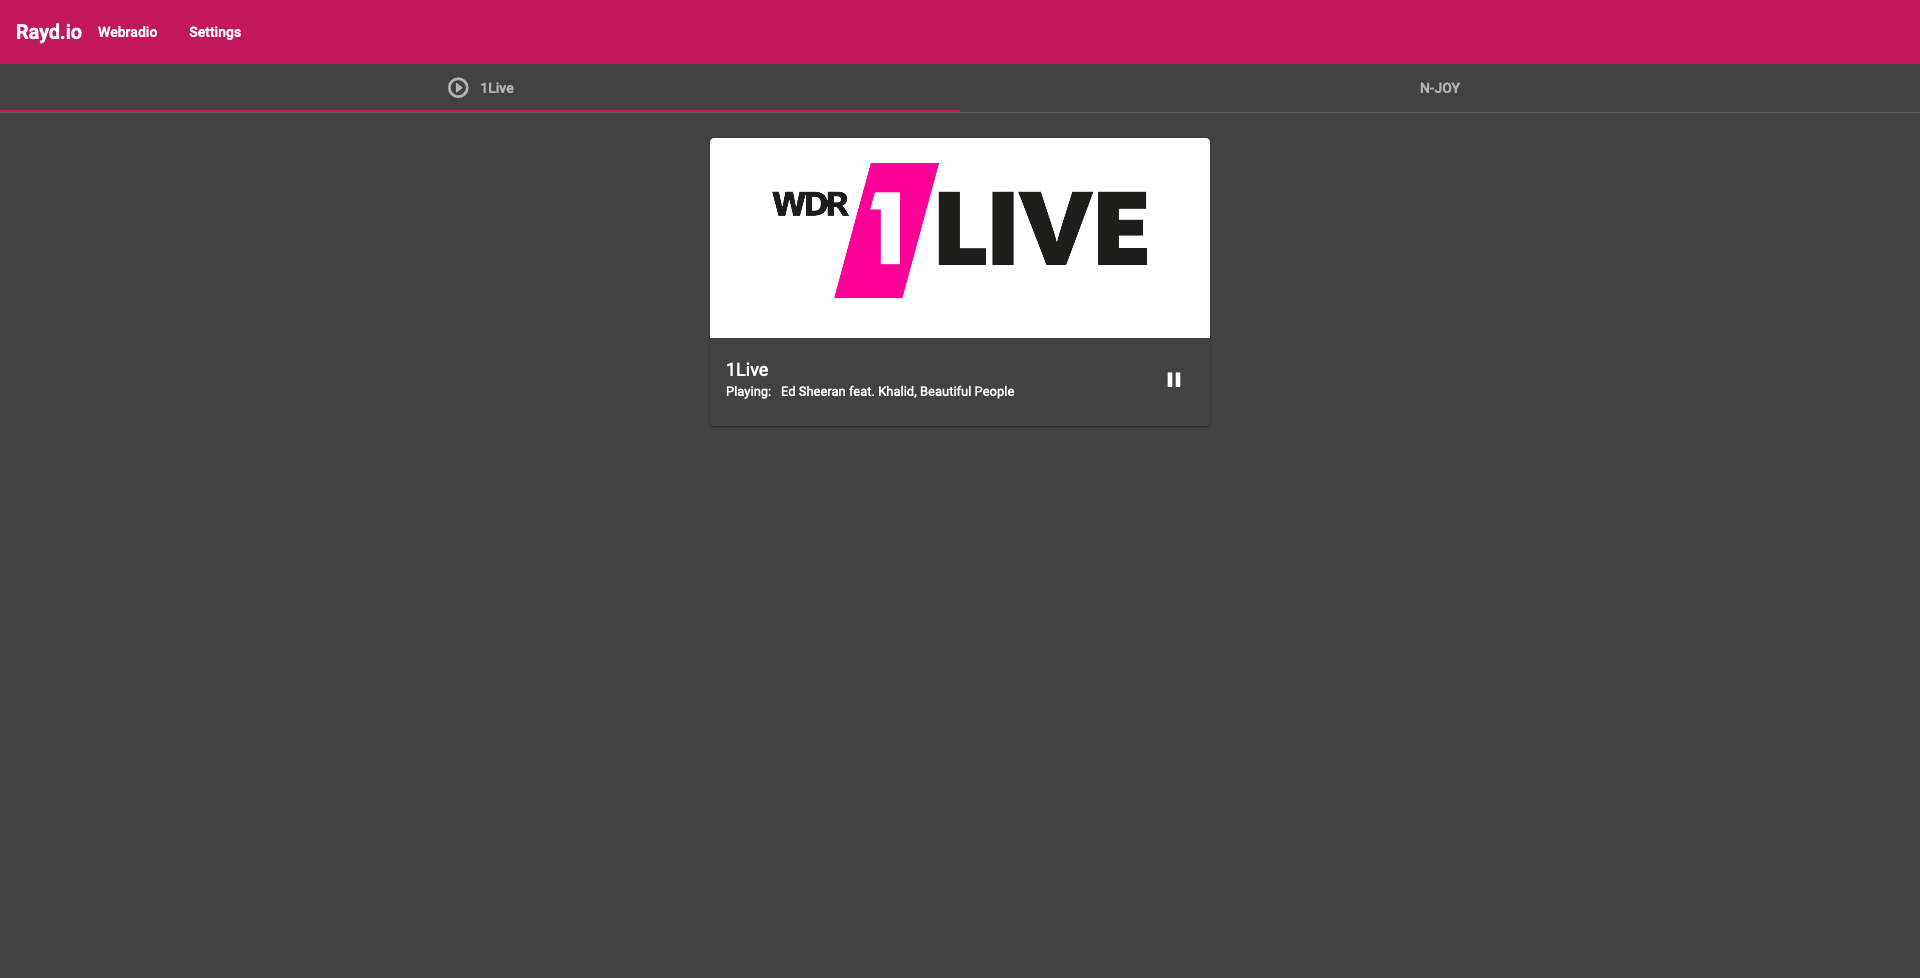 Rayd.io Webradio Settings
1Live N-JOY
WDR 1LIVE
1Live
Playing: Ed Sheeran feat. Khalid, Beautiful People